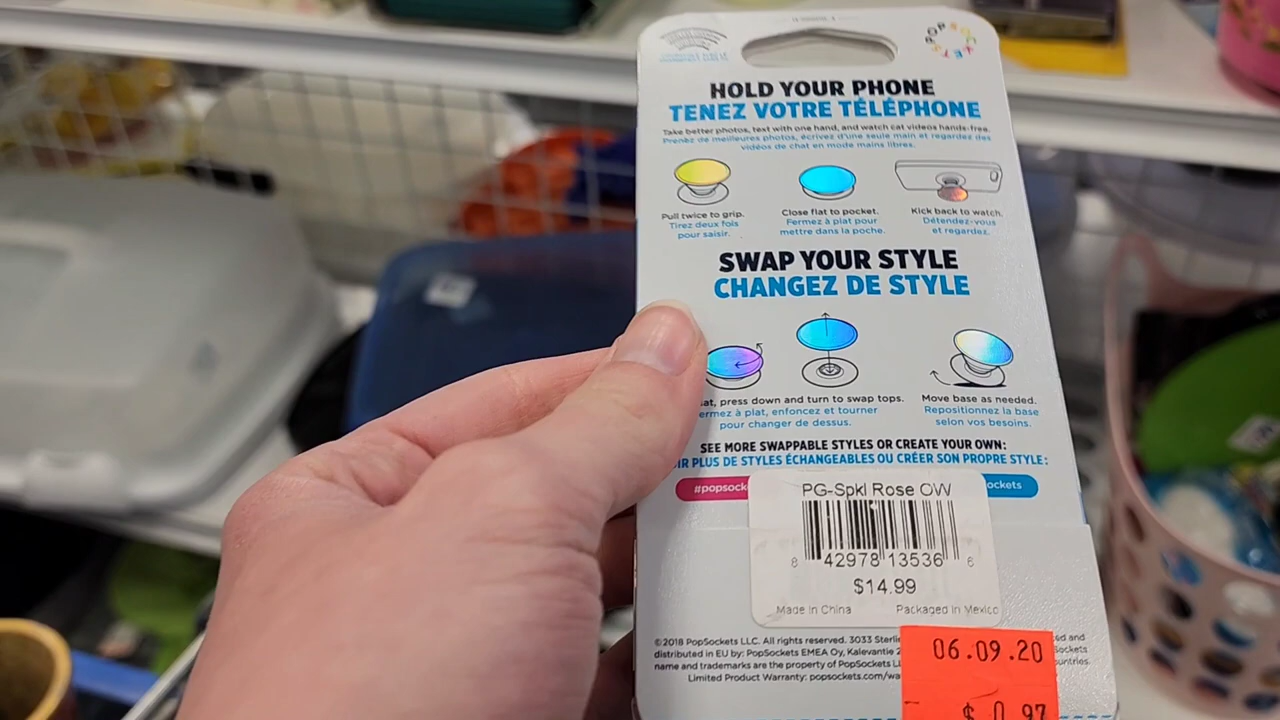 POPSOCKETS
HOLD YOUR PHONE
TENEZ VOTRE TÉLÉPHONE
Take better photos, text with one hand, and watch cat videos hands-free.
Prenez de meilleures photos, écrivez d'une seule main et regardez des
vidéos de chat en mode mains libres.
Pull twice to grip.
Tirez deux fois
pour saisir.
Close flat to pocket.
Fermez à plat pour
mettre dans la poche.
Kick back to watch.
Détendez-vous
et regardez.
SWAP YOUR STYLE
CHANGEZ DE STYLE
at, press down and turn to swap tops.
ermez à plat, enfoncez et tourner
pour changer de dessus.
Move base as needed.
Repositionnez la base
selon vos besoins.
SEE MORE SWAPPABLE STYLES OR CREATE YOUR OWN:
IR PLUS DE STYLES ÉCHANGEABLES OU CRÉER SON PROPRE STYLE:
#popsock
ockets
PG-Spkl Rose OW
8 42978 13536 6
$14.99
Made in China Packaged in Mexico
©2018 PopSockets LLC. All rights reserved. 3033 Sterli ed and
distributed in EU by: PopSockets EMEA Oy, Kalevantie 2 Sockets
name and trademarks are the property of PopSockets L ountries.
Limited Product Warranty: popsockets.com/wa
06.09.20
$ 0.97